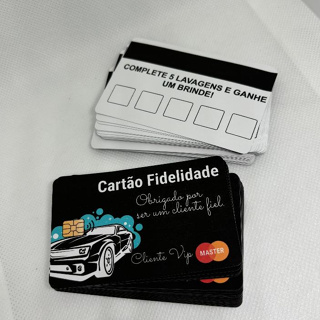 COMPLETE 5 LAVAGENS E GANHE
UM BRINDE!
Cartão Fidelidade
Obrigado por
ser um cliente fiel.
Cliente Vip
MASTER